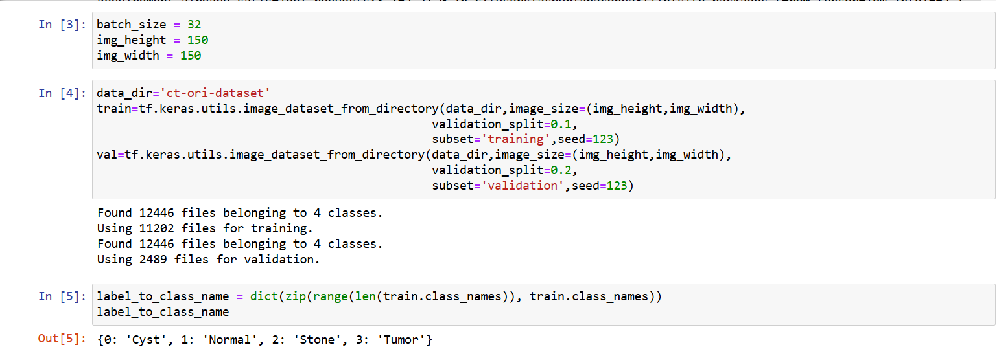 In [3]: batch_size = 32
img_height = 150
img_width = 150
In [4]: data_dir='ct-ori-dataset'
train=tf.keras.utils.image_dataset_from_directory(data_dir,image_size=(img_height,img_width),
validation_split=0.1,
subset='training',seed=123)
val=tf.keras.utils.image_dataset_from_directory(data_dir,image_size=(img_height,img_width),
validation_split=0.2,
subset='validation',seed=123)
Found 12446 files belonging to 4 classes.
Using 11202 files for training.
Found 12446 files belonging to 4 classes.
Using 2489 files for validation.
In [5]: label_to_class_name = dict(zip(range(len(train.class_names)), train.class_names))
label_to_class_name
Out[5]: {0: 'Cyst', 1: 'Normal', 2: 'Stone', 3: 'Tumor'}